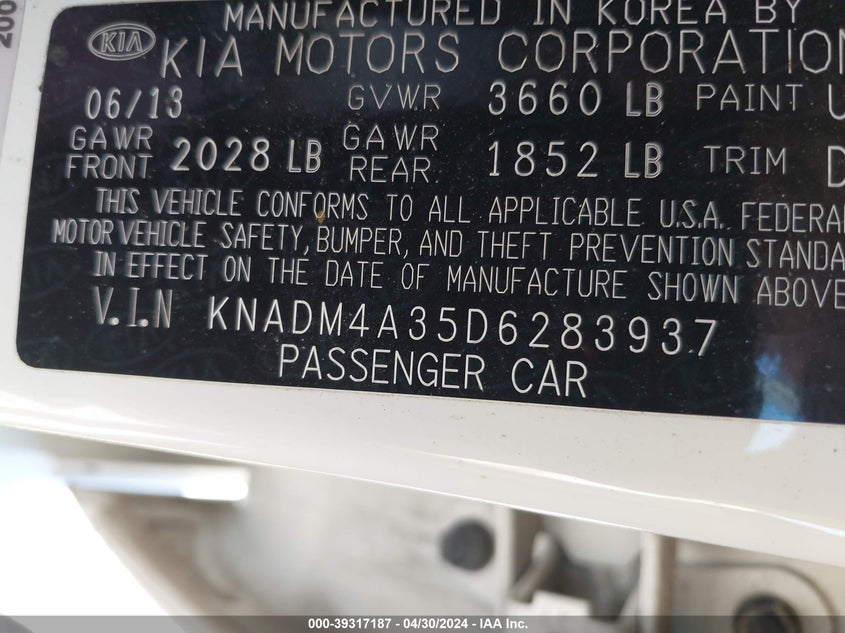 200
MANUFACTURED IN KOREA BY
KIA
KIA MOTORS CORPORATION
06/13 GVWR 3660 LB PAINT U
GAWR FRONT 2028 LB GAWR REAR 1852 LB TRIM D
THIS VEHICLE CONFORMS TO ALL APPLICABLE U.S.A. FEDERAL
MOTOR VEHICLE SAFETY, BUMPER, AND THEFT PREVENTION STANDA
IN EFFECT ON THE DATE OF MANUFACTURE SHOWN ABOVE
V.I.N KNADM4A35D6283937
PASSENGER CAR
000-39317187 - 04/30/2024 - IAA Inc.